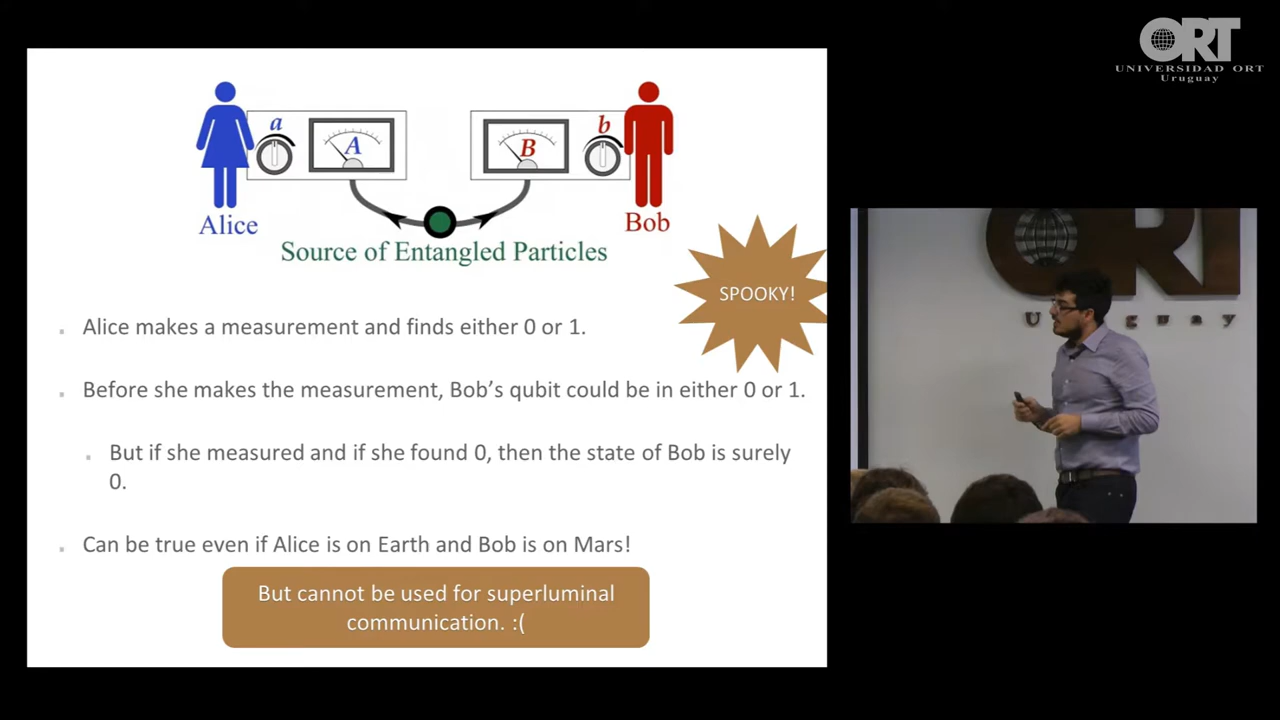 ORT
UNIVERSIDAD ORT
Uruguay
a
A
B
b
Alice
Bob
Source of Entangled Particles
SPOOKY!
Alice makes a measurement and finds either 0 or 1.
Before she makes the measurement, Bob's qubit could be in either 0 or 1.
But if she measured and if she found 0, then the state of Bob is surely
0.
Can be true even if Alice is on Earth and Bob is on Mars!
But cannot be used for superluminal
communication. :(
ORT
Uruguay